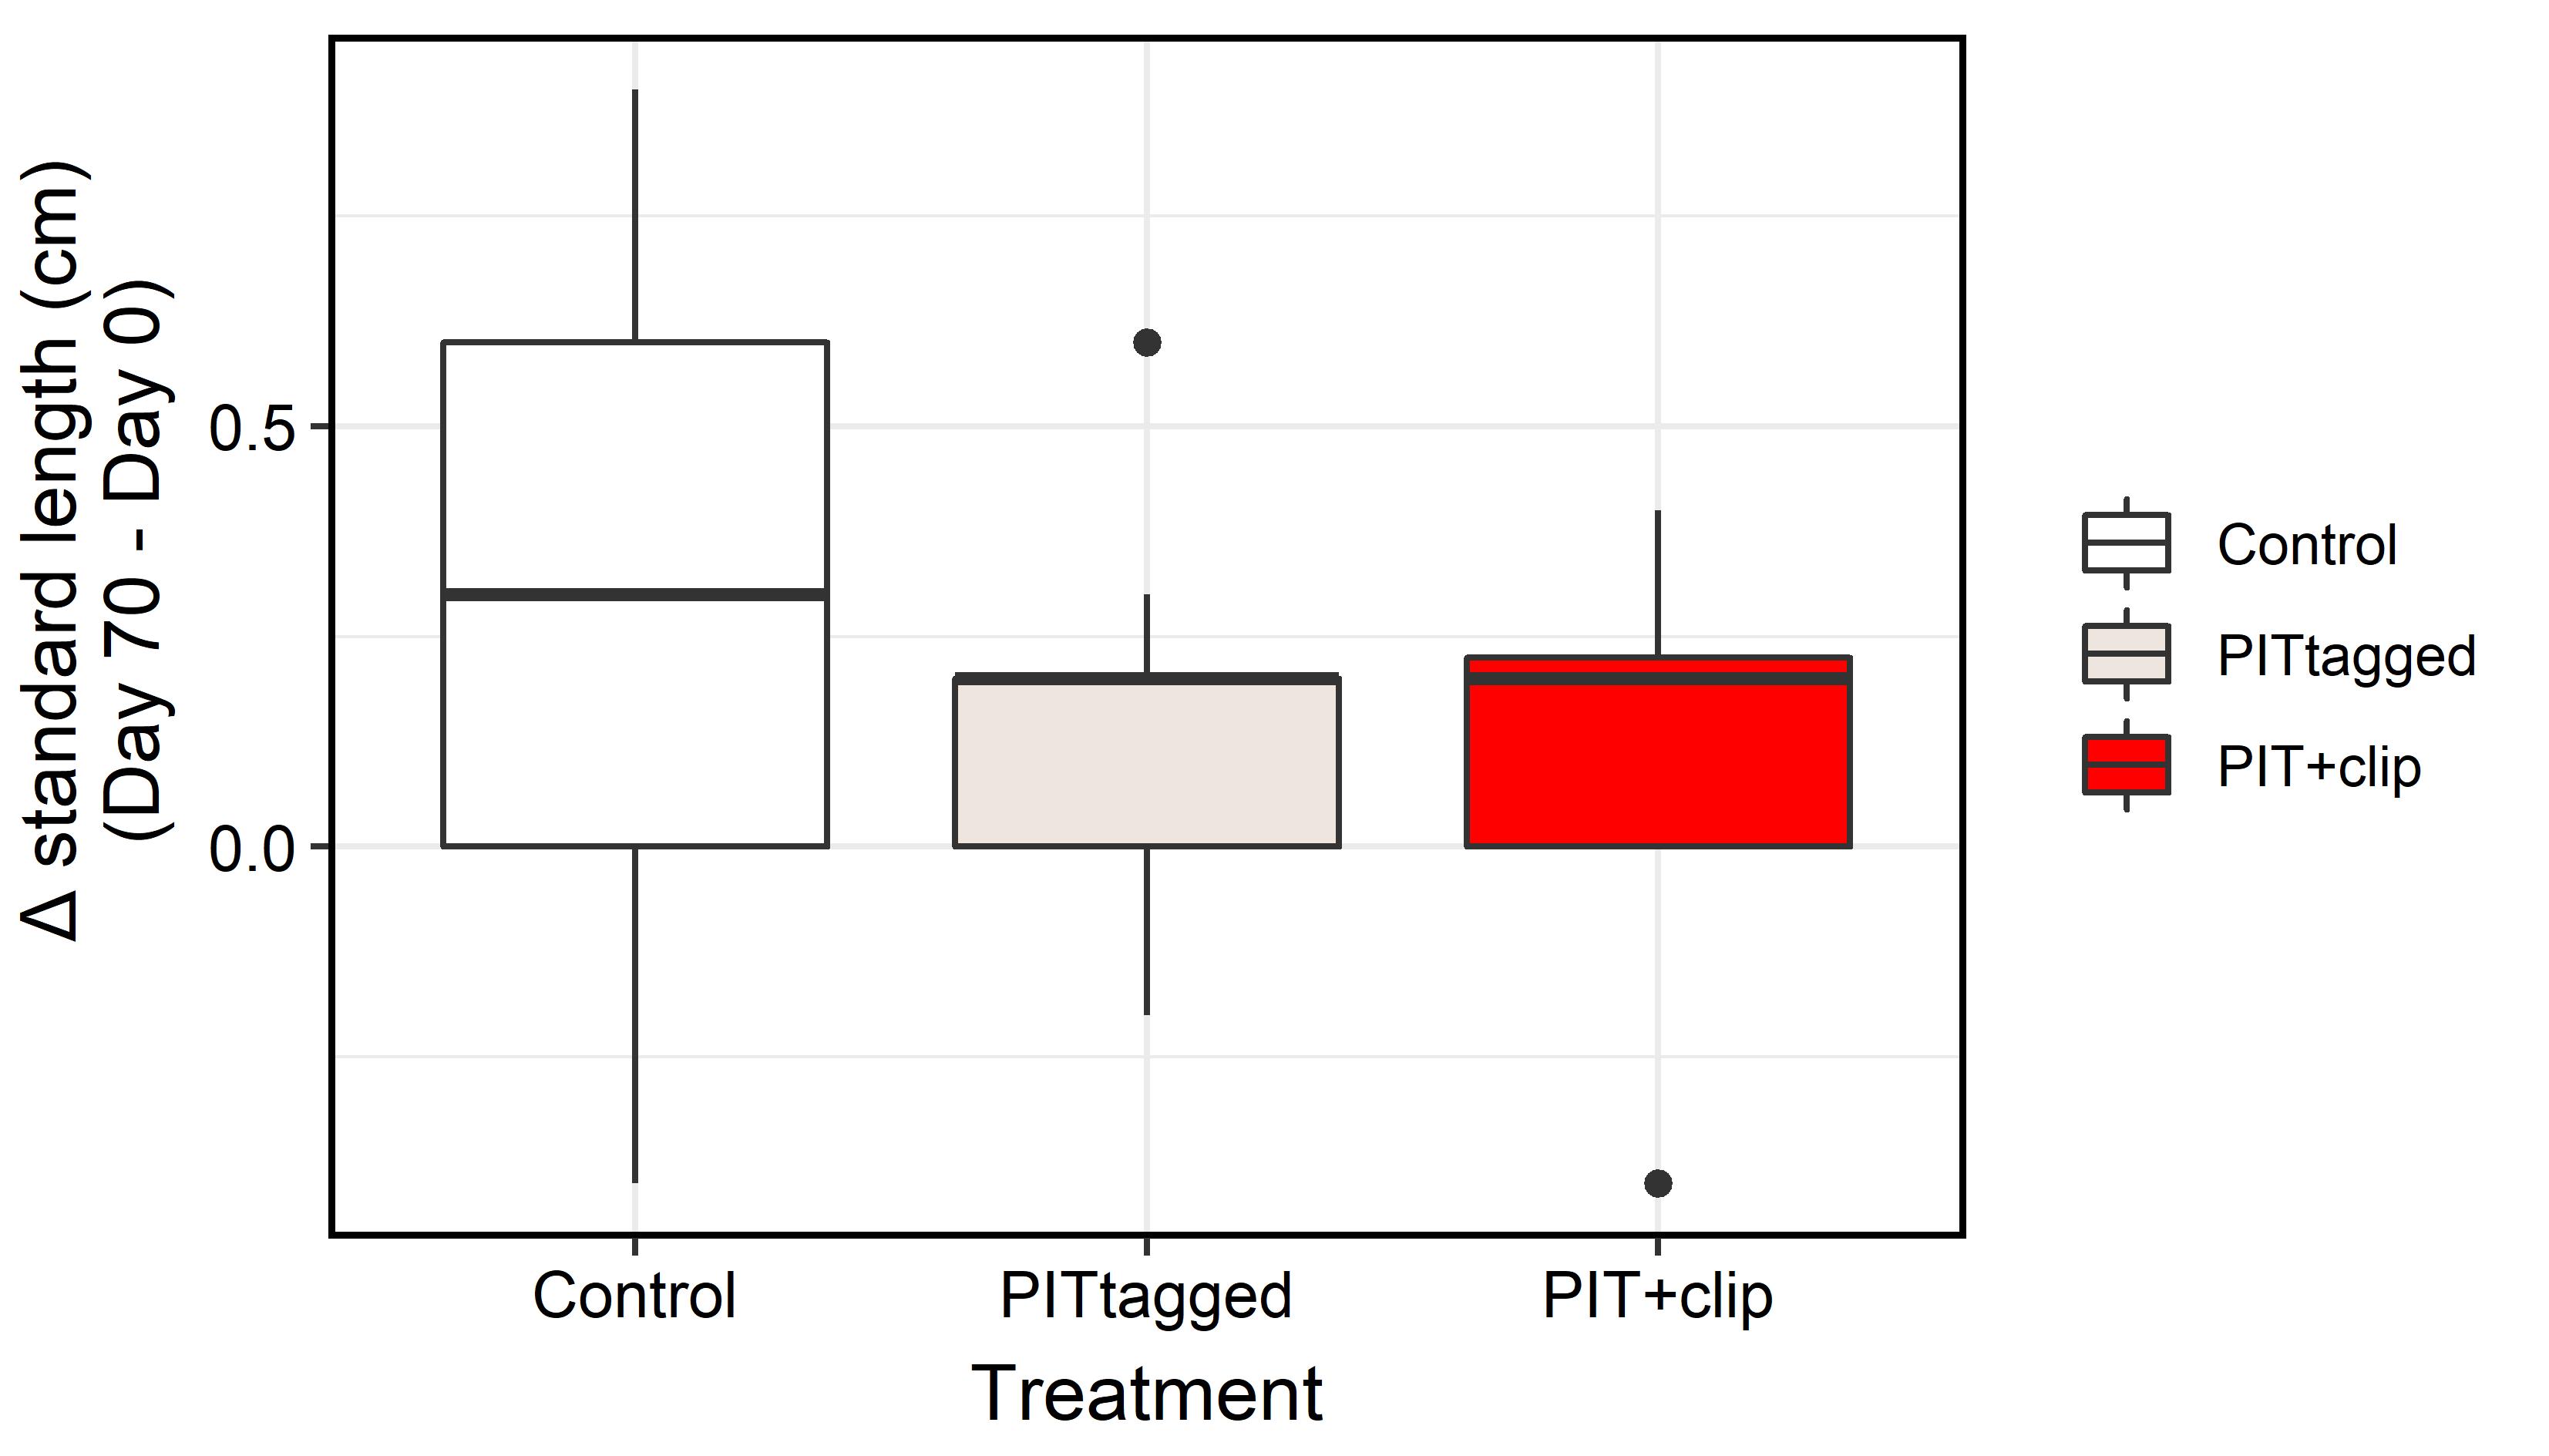 Δ standard length (cm)
(Day 70 - Day 0)
0.5
0.0
Control
PITtagged
PIT+clip
Treatment
Control
PITtagged
PIT+clip